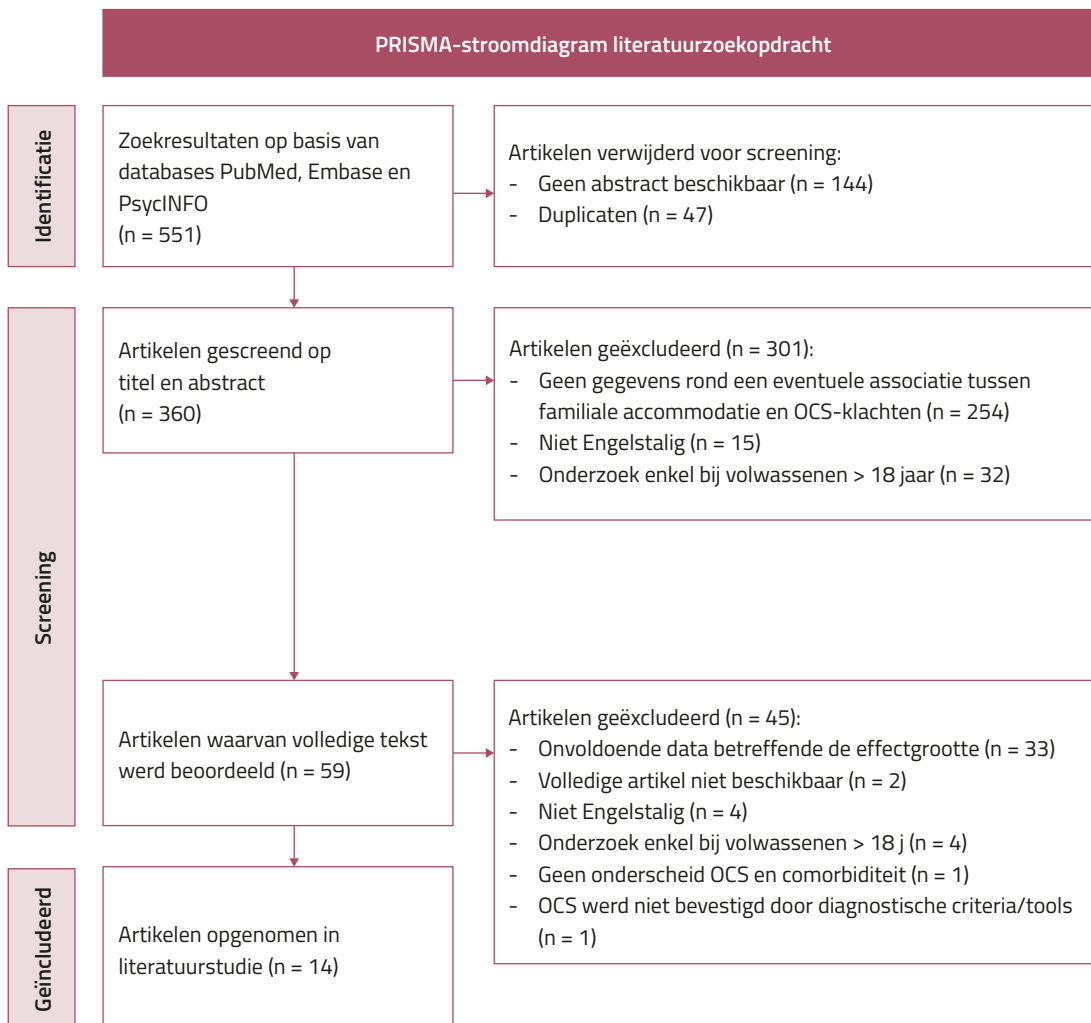 PRISMA-stroomdiagram literatuurzoekopdracht
Identificatie
Zoekresultaten op basis van
databases PubMed, Embase en
PsycINFO
(n = 551)
Artikelen verwijderd voor screening:
- Geen abstract beschikbaar (n = 144)
- Duplicaten (n = 47)
Screening
Artikelen gescreend op
titel en abstract
(n = 360)
Artikelen geëxcludeerd (n = 301):
- Geen gegevens rond een eventuele associatie tussen
familiale accommodatie en OCS-klachten (n = 254)
- Niet Engelstalig (n = 15)
- Onderzoek enkel bij volwassenen > 18 jaar (n = 32)
Artikelen waarvan volledige tekst
werd beoordeeld (n = 59)
Artikelen geëxcludeerd (n = 45):
- Onvoldoende data betreffende de effectgrootte (n = 33)
- Volledige artikel niet beschikbaar (n = 2)
- Niet Engelstalig (n = 4)
- Onderzoek enkel bij volwassenen > 18 j (n = 4)
- Geen onderscheid OCS en comorbiditeit (n = 1)
- OCS werd niet bevestigd door diagnostische criteria/tools
(n = 1)
Geïncludeerd
Artikelen opgenomen in
literatuurstudie (n = 14)